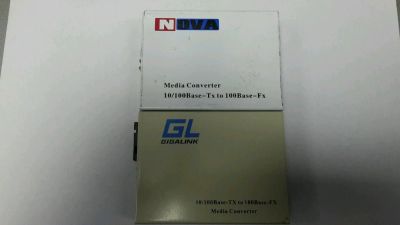 NOVA
Media Converter
10/100Base-Tx to 100Base-Fx
GL
GIGALINK
10/100Base-TX to 100Base-FX
Media Converter